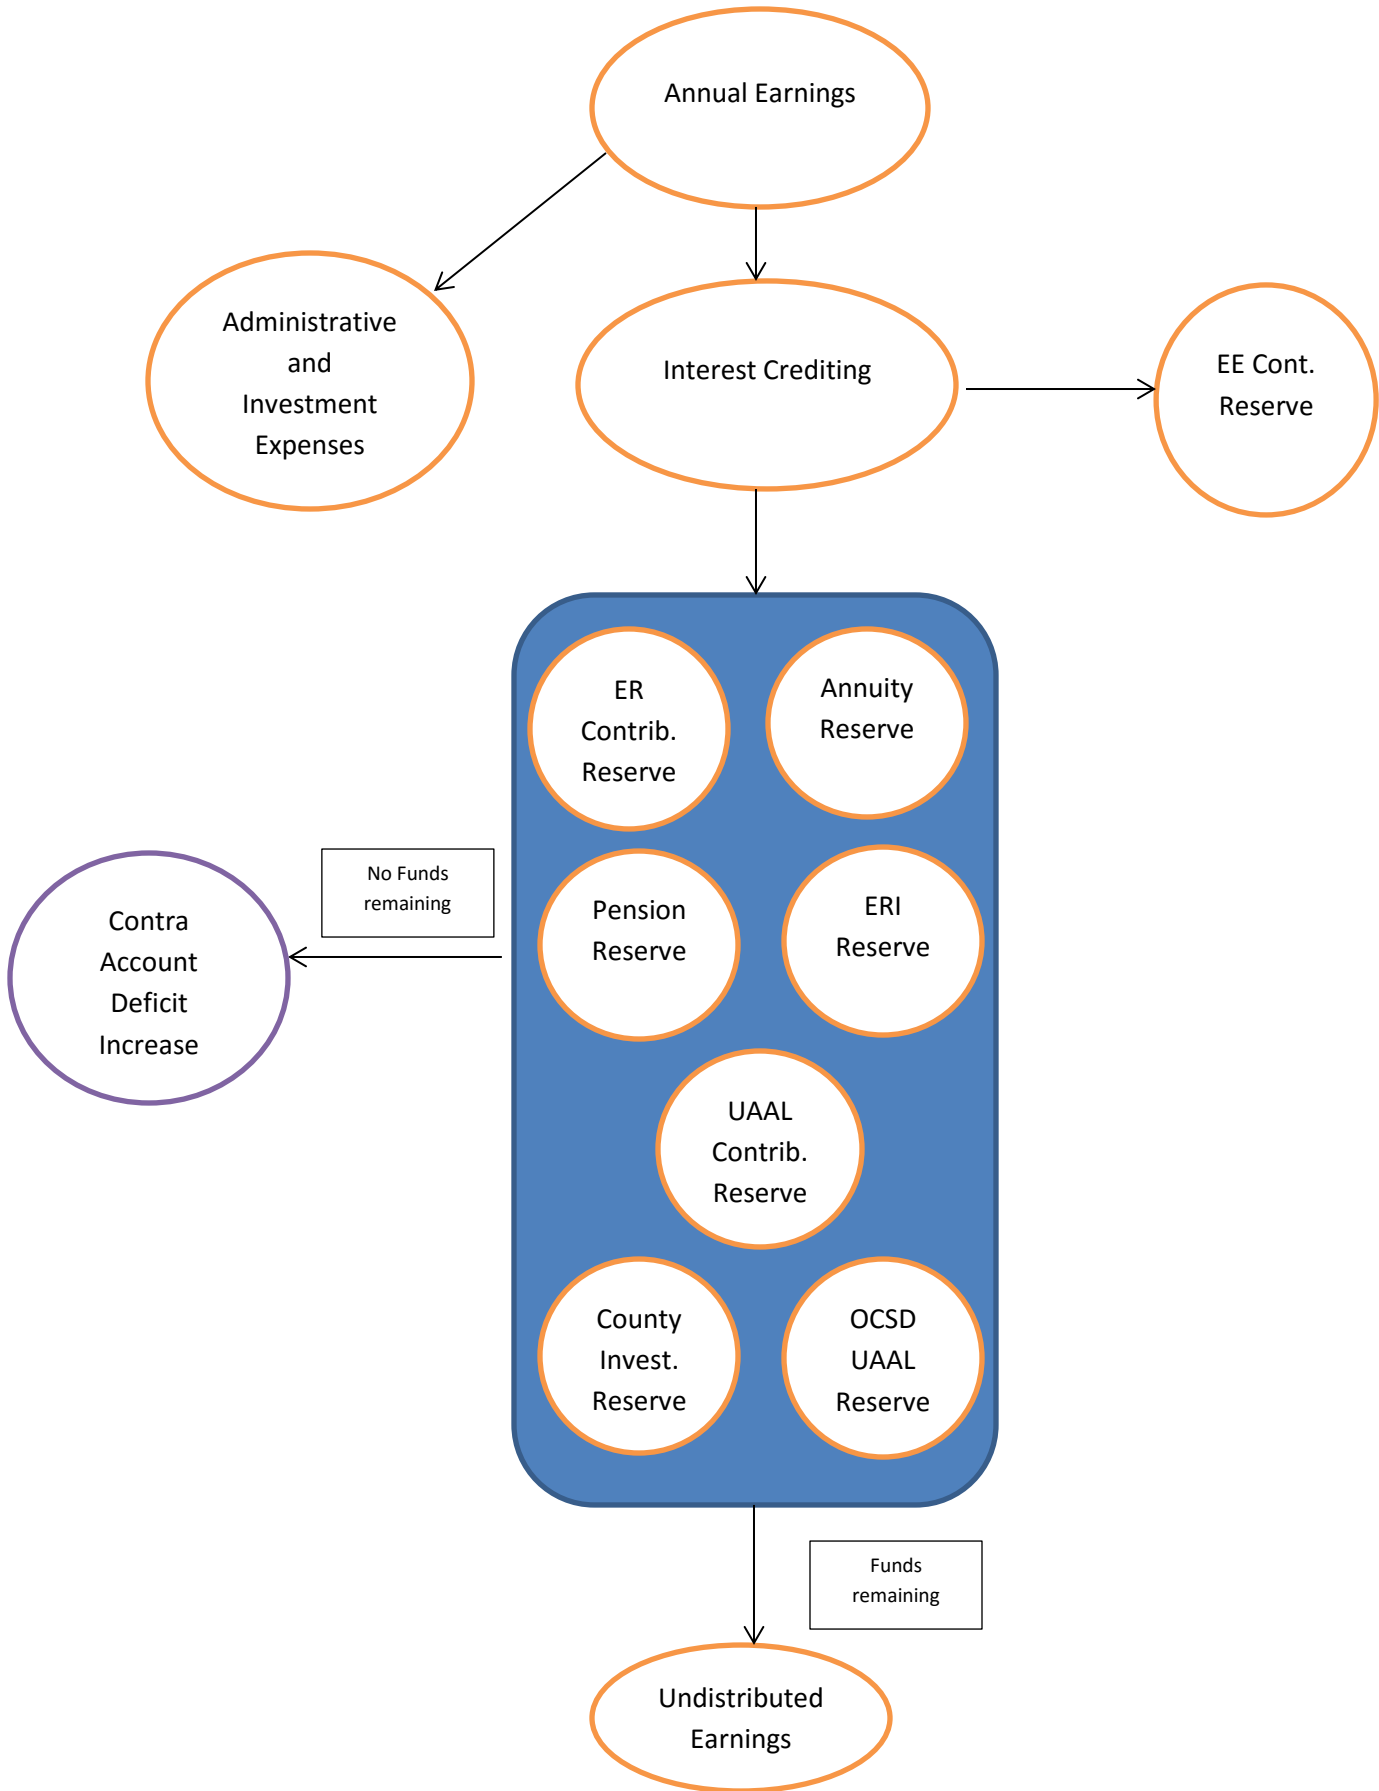 Annual Earnings
Administrative
and
Investment
Expenses
Interest Crediting
EE Cont.
Reserve
ER
Contrib.
Reserve
Annuity
Reserve
No Funds
remaining
Contra
Account
Deficit
Increase
Pension
Reserve
ERI
Reserve
UAAL
Contrib.
Reserve
County
Invest.
Reserve
OCSD
UAAL
Reserve
Funds
remaining
Undistributed
Earnings